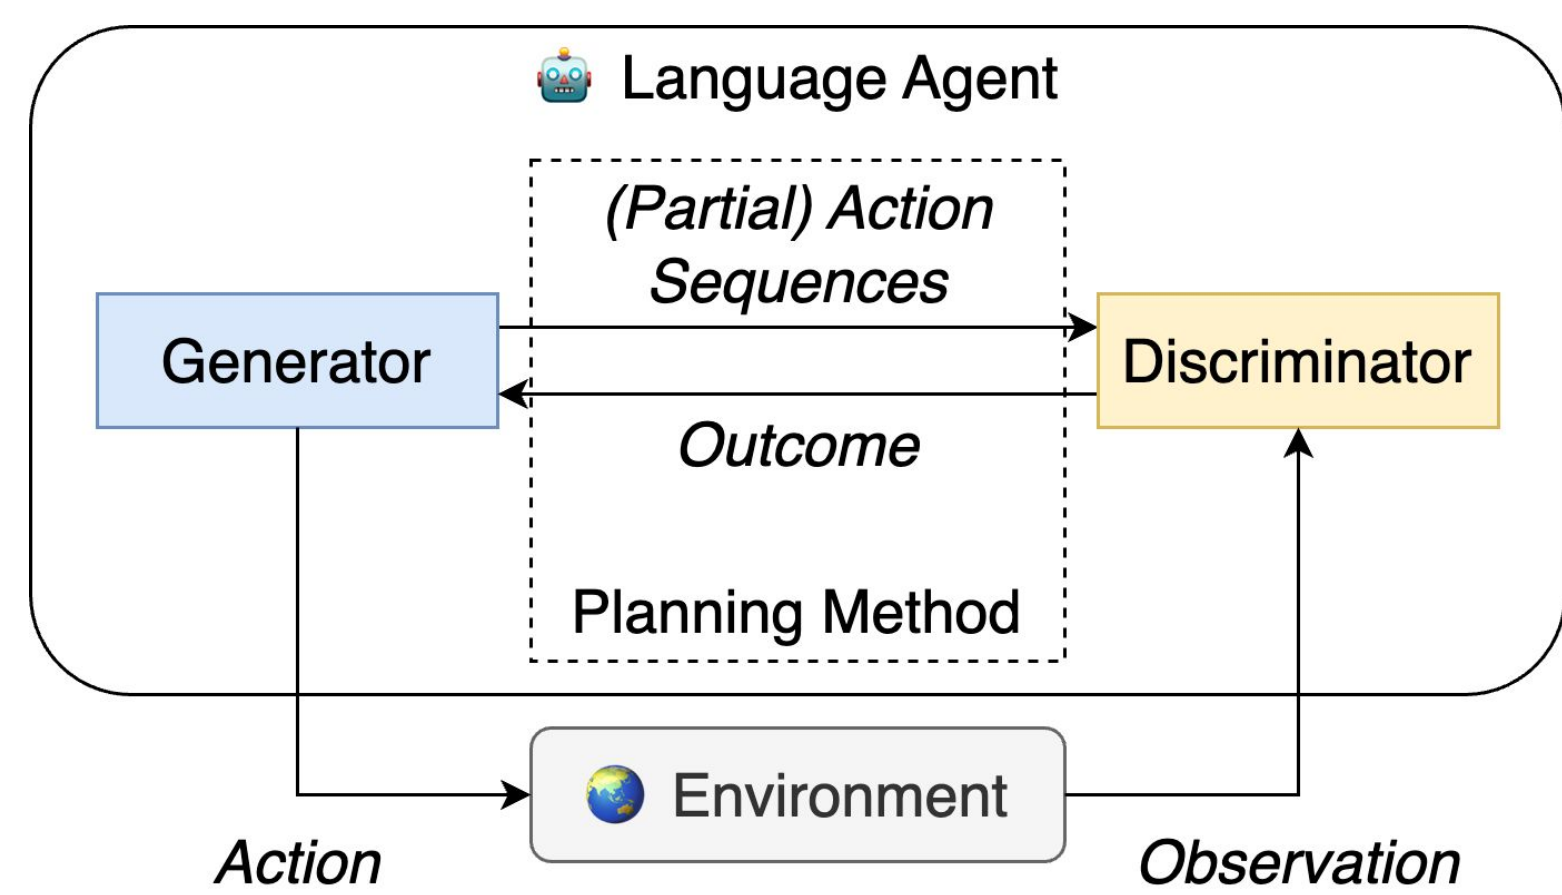 Language Agent
(Partial) Action
Sequences
Generator
Discriminator
Outcome
Planning Method
Environment
Action
Observation